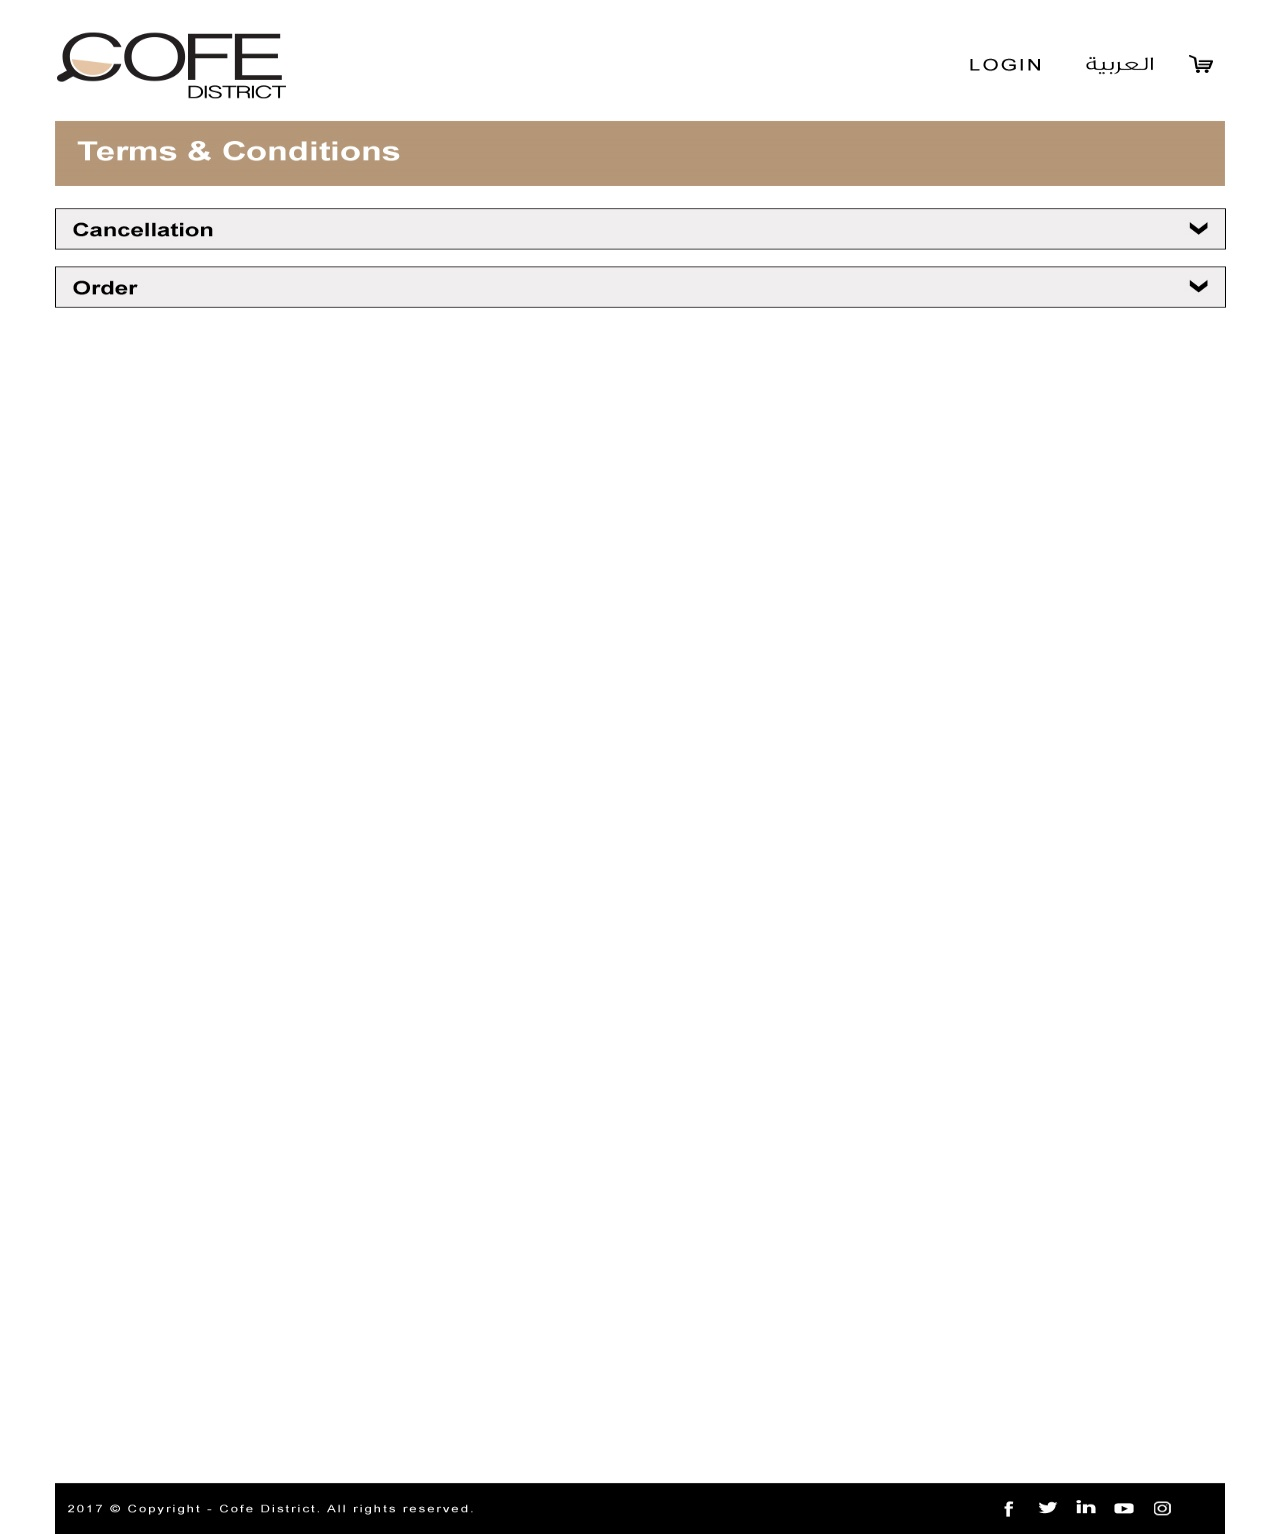 COFE
DISTRICT
LOGIN
العربية
Terms & Conditions
Cancellation
Order
2017 © Copyright - Cofe District. All rights reserved.